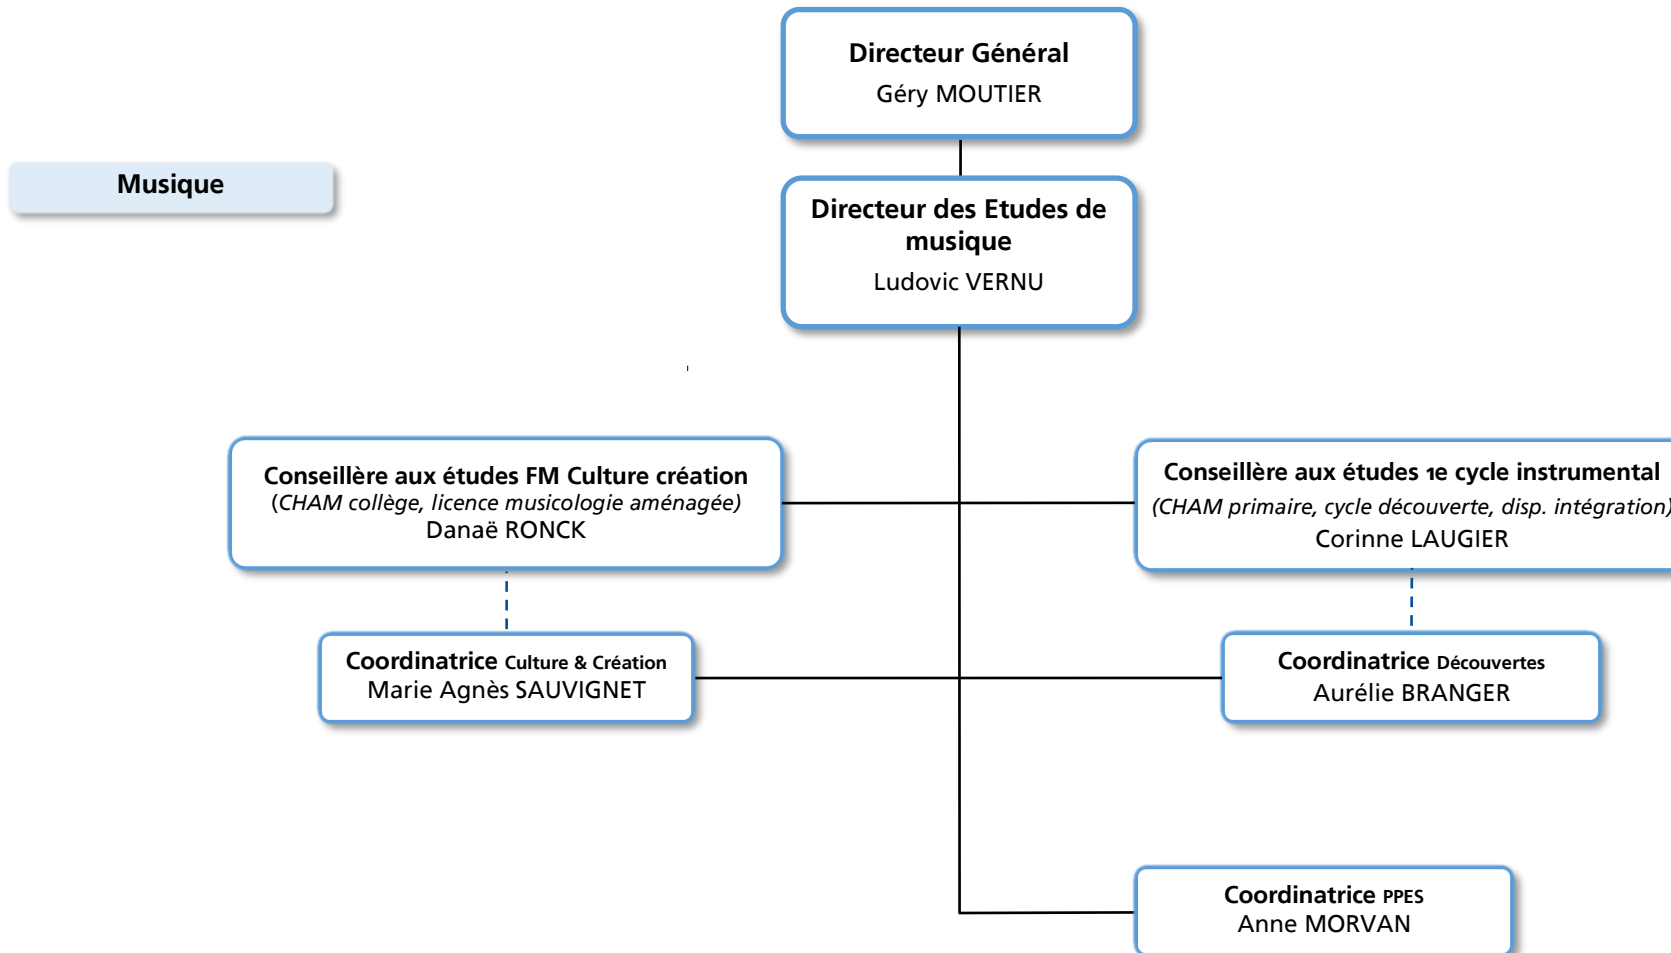 Directeur Général
Géry MOUTIER
Musique
Directeur des Etudes de
musique
Ludovic VERNU
Conseillère aux études FM Culture création
(CHAM collège, licence musicologie aménagée)
Danaë RONCK
Conseillère aux études 1e cycle instrumental
(CHAM primaire, cycle découverte, disp. intégration)
Corinne LAUGIER
Coordinatrice Culture & Création
Marie Agnès SAUVIGNET
Coordinatrice Découvertes
Aurélie BRANGER
Coordinatrice PPES
Anne MORVAN